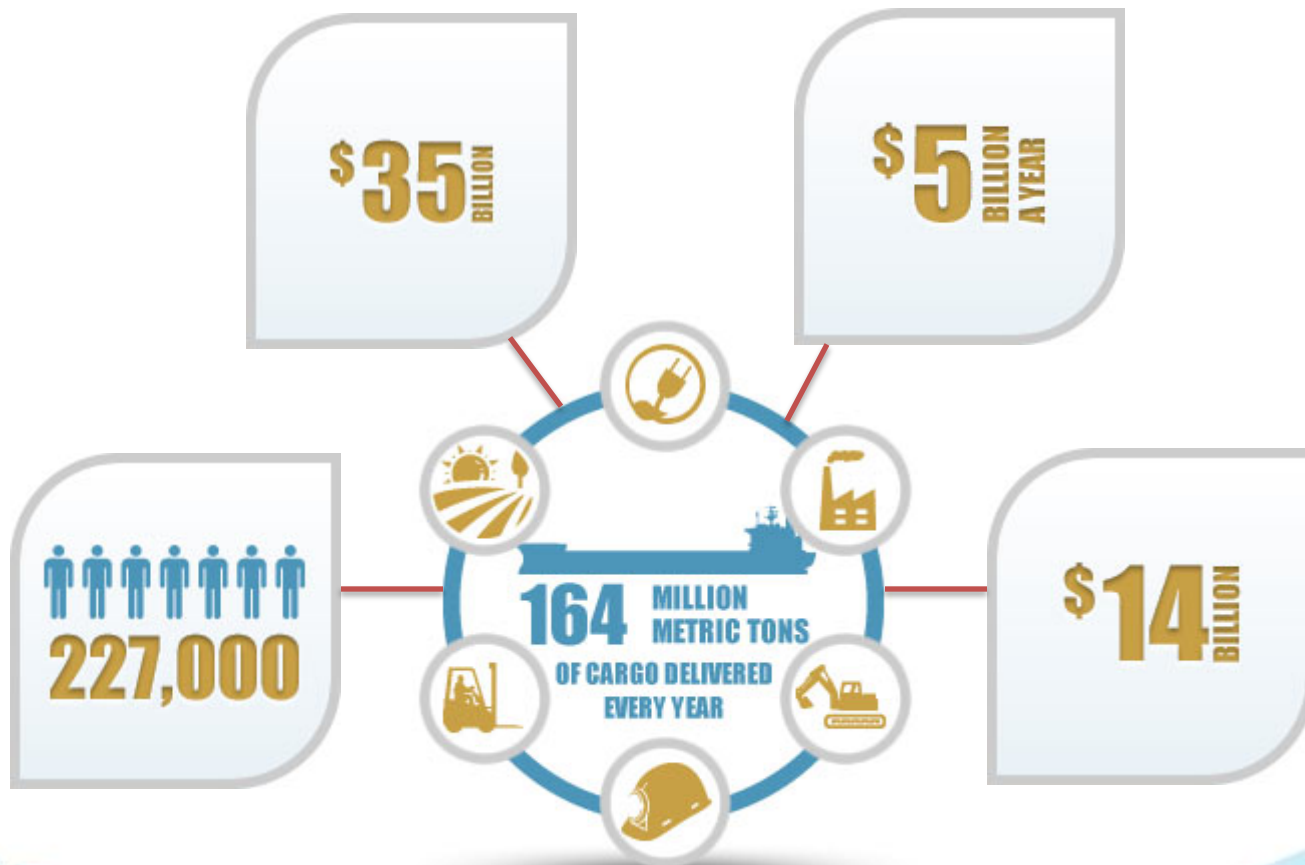 $35 BILLION
$5 BILLION
A YEAR
227,000
164 MILLION
METRIC TONS
OF CARGO DELIVERED
EVERY YEAR
$14 BILLION